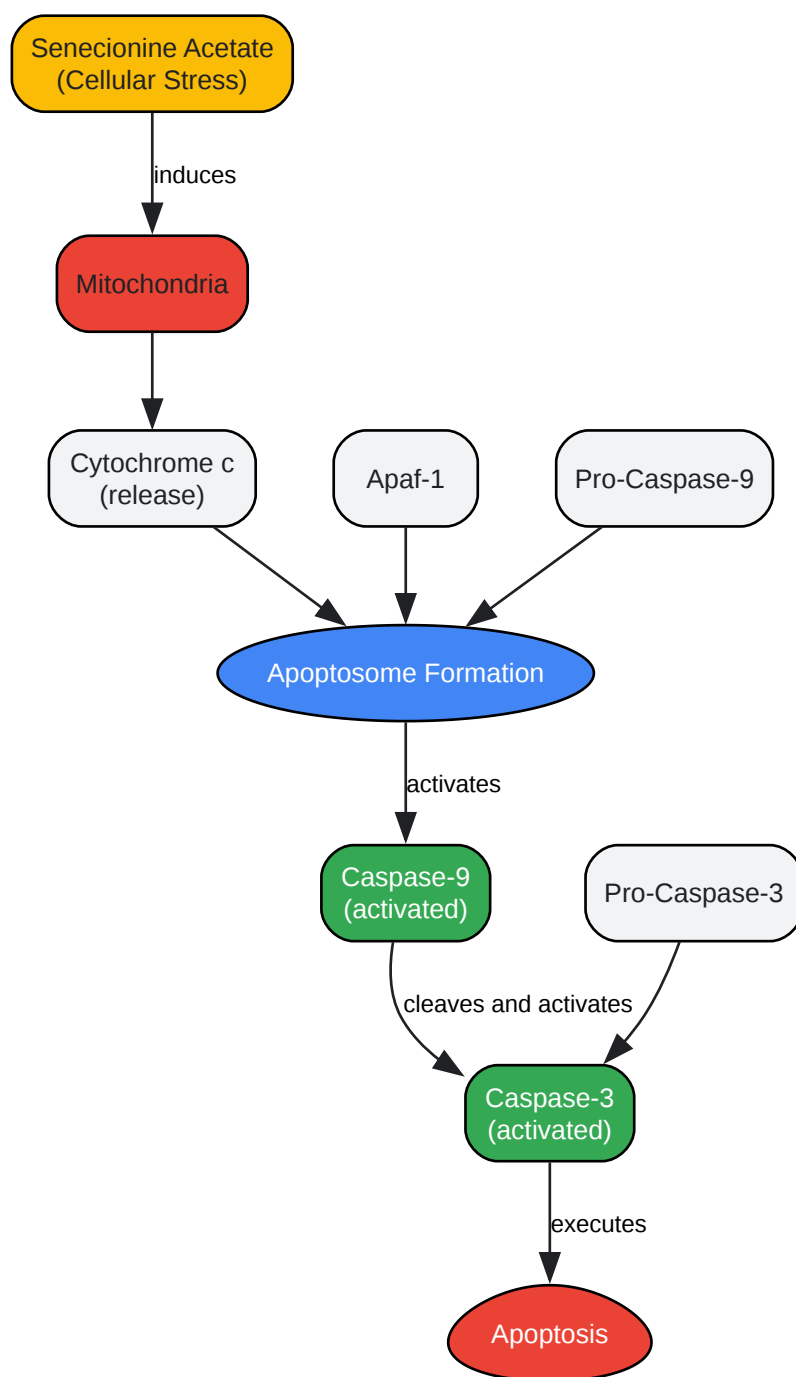 Senecionine Acetate
(Cellular Stress)
induces
Mitochondria
Cytochrome c
(release)
Apaf-1
Pro-Caspase-9
Apoptosome Formation
activates
Caspase-9
(activated)
Pro-Caspase-3
cleaves and activates
Caspase-3
(activated)
executes
Apoptosis